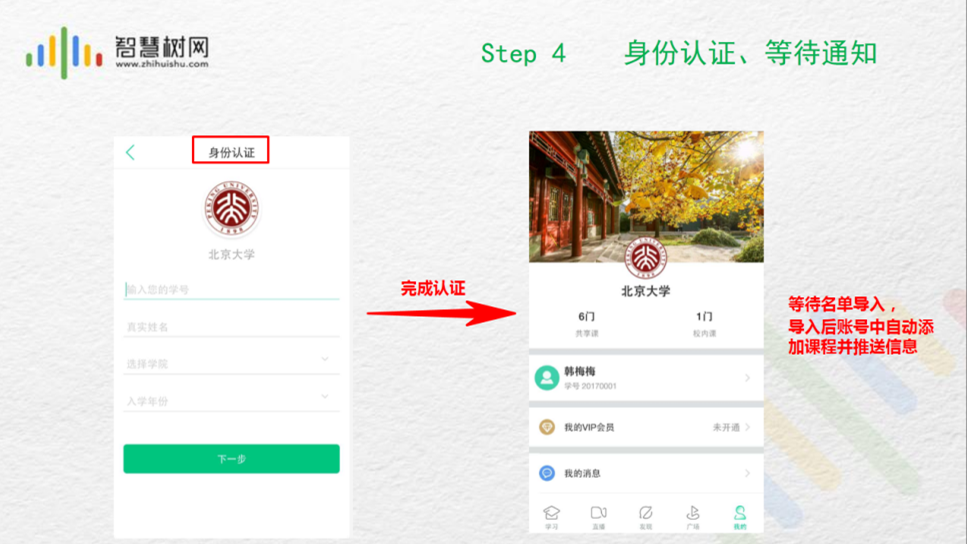 智慧树网
www.zhihuishu.com
Step 4 身份认证、等待通知
身份认证
PEKING UNIVERSITY
1898
北京大学
输入您的学号
真实姓名
选择学院
入学年份
下一步
完成认证
北京大学
6门
共享课
1门
校内课
韩梅梅
学号 20170001
我的VIP会员
未开通
我的消息
学习
直播
发现
广场
我的
等待名单导入，
导入后账号中自动添
加课程并推送信息